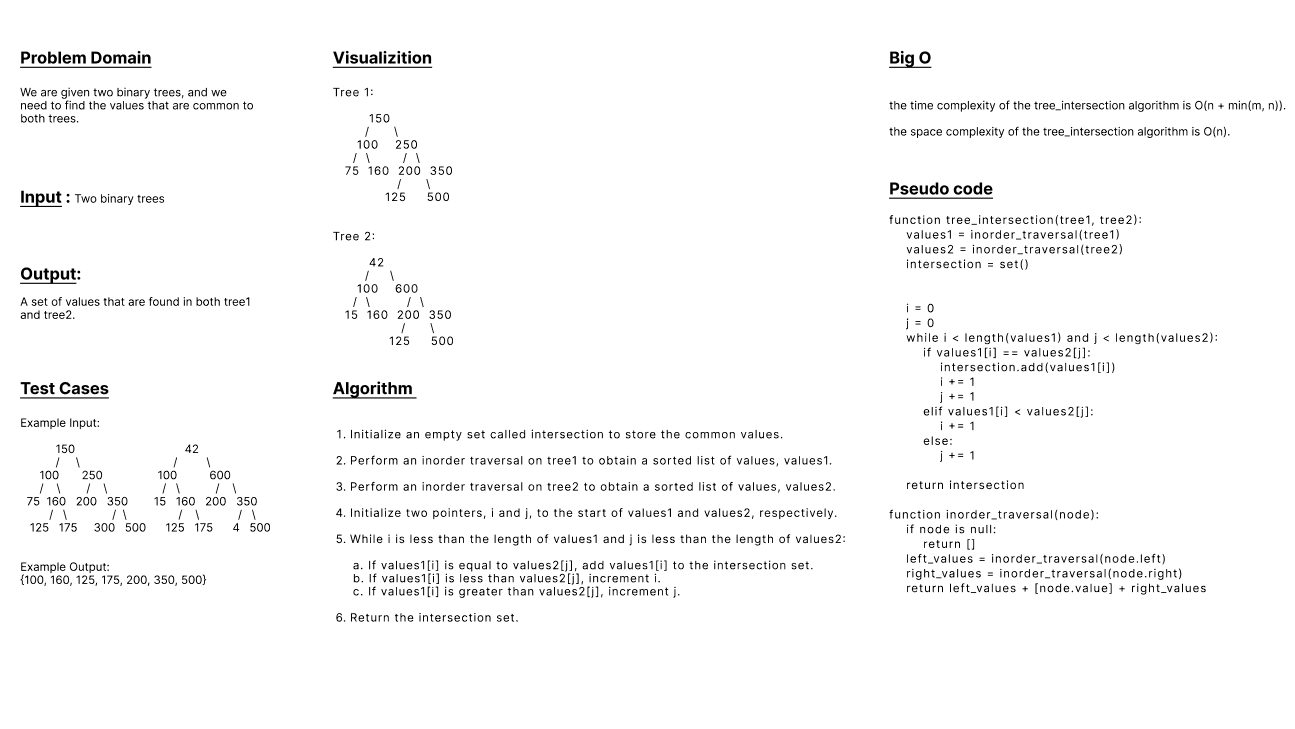 Problem Domain
We are given two binary trees, and we
need to find the values that are common to
both trees.
Input : Two binary trees
Output:
A set of values that are found in both tree1
and tree2.
Test Cases
Example Input:
150 42
/ \ / \
100 250 100 600
/ \ / \ / \ / \
75 160 200 350 15 160 200 350
/ \ / \ / \ / \
125 175 300 500 125 175 4 500
Example Output:
{100, 160, 125, 175, 200, 350, 500}
Visualizition
Tree 1:
150
/ \
100 250
/ \ / \
75 160 200 350
/ \
125 500
Tree 2:
42
/ \
100 600
/ \ / \
15 160 200 350
/ \
125 500
Algorithm
1. Initialize an empty set called intersection to store the common values.
2. Perform an inorder traversal on tree1 to obtain a sorted list of values, values1.
3. Perform an inorder traversal on tree2 to obtain a sorted list of values, values2.
4. Initialize two pointers, i and j, to the start of values1 and values2, respectively.
5. While i is less than the length of values1 and j is less than the length of values2:
a. If values1[i] is equal to values2[j], add values1[i] to the intersection set.
b. If values1[i] is less than values2[j], increment i.
c. If values1[i] is greater than values2[j], increment j.
6. Return the intersection set.
Big O
the time complexity of the tree_intersection algorithm is O(n + min(m, n)).
the space complexity of the tree_intersection algorithm is O(n).
Pseudo code
function tree_intersection(tree1, tree2):
values1 = inorder_traversal(tree1)
values2 = inorder_traversal(tree2)
intersection = set()
i = 0
j = 0
while i < length(values1) and j < length(values2):
if values1[i] == values2[j]:
intersection.add(values1[i])
i += 1
j += 1
elif values1[i] < values2[j]:
i += 1
else:
j += 1
return intersection
function inorder_traversal(node):
if node is null:
return []
left_values = inorder_traversal(node.left)
right_values = inorder_traversal(node.right)
return left_values + [node.value] + right_values